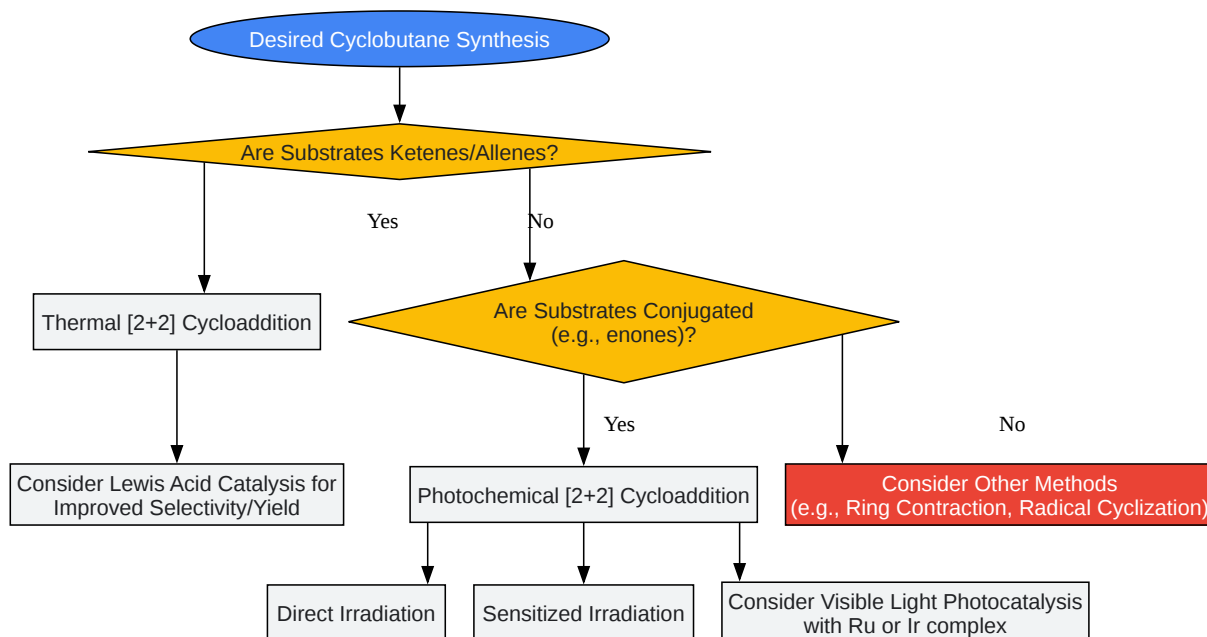 Desired Cyclobutane Synthesis
Are Substrates Ketenes/Allenes?
Yes
No
Thermal [2+2] Cycloaddition
Are Substrates Conjugated
(e.g., enones)?
Yes
No
Consider Lewis Acid Catalysis for
Improved Selectivity/Yield
Photochemical [2+2] Cycloaddition
Consider Other Methods
(e.g., Ring Contraction, Radical Cyclization)
Direct Irradiation
Sensitized Irradiation
Consider Visible Light Photocatalysis
with Ru or Ir complex